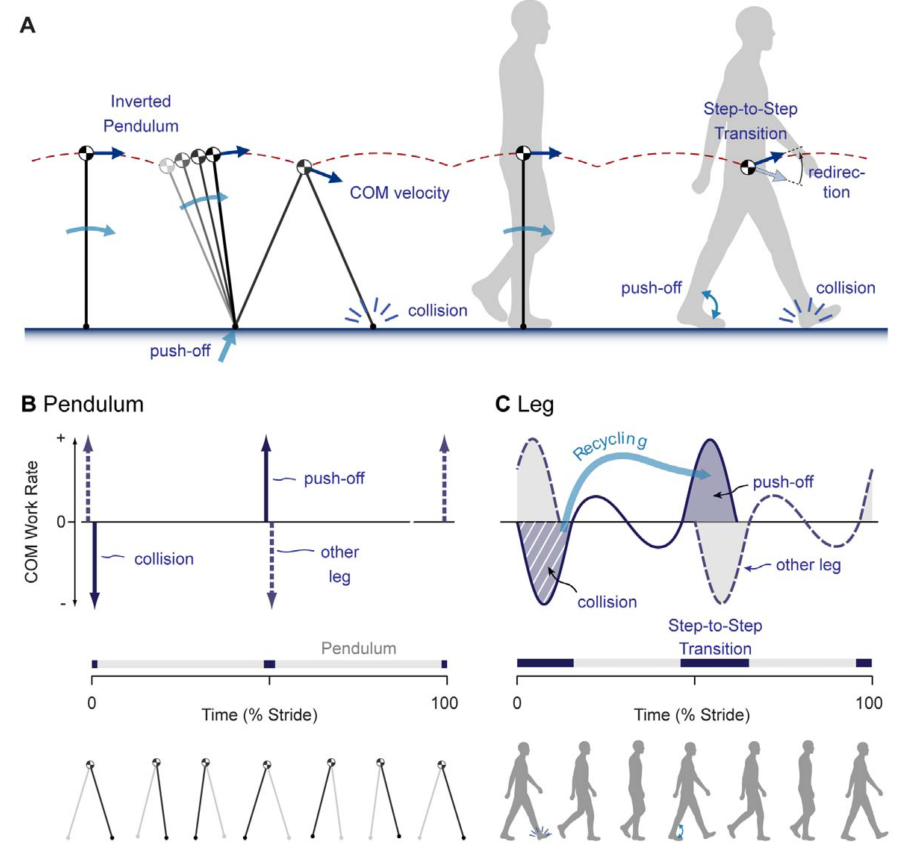 A
Inverted
Pendulum
COM velocity
collision
push-off
Step-to-Step
Transition
redirec-
tion
push-off
collision
B Pendulum
COM Work Rate
+
0
-
push-off
collision
other
leg
Pendulum
0
100
Time (% Stride)
C Leg
Recycling
push-off
other leg
collision
Step-to-Step
Transition
0
100
Time (% Stride)